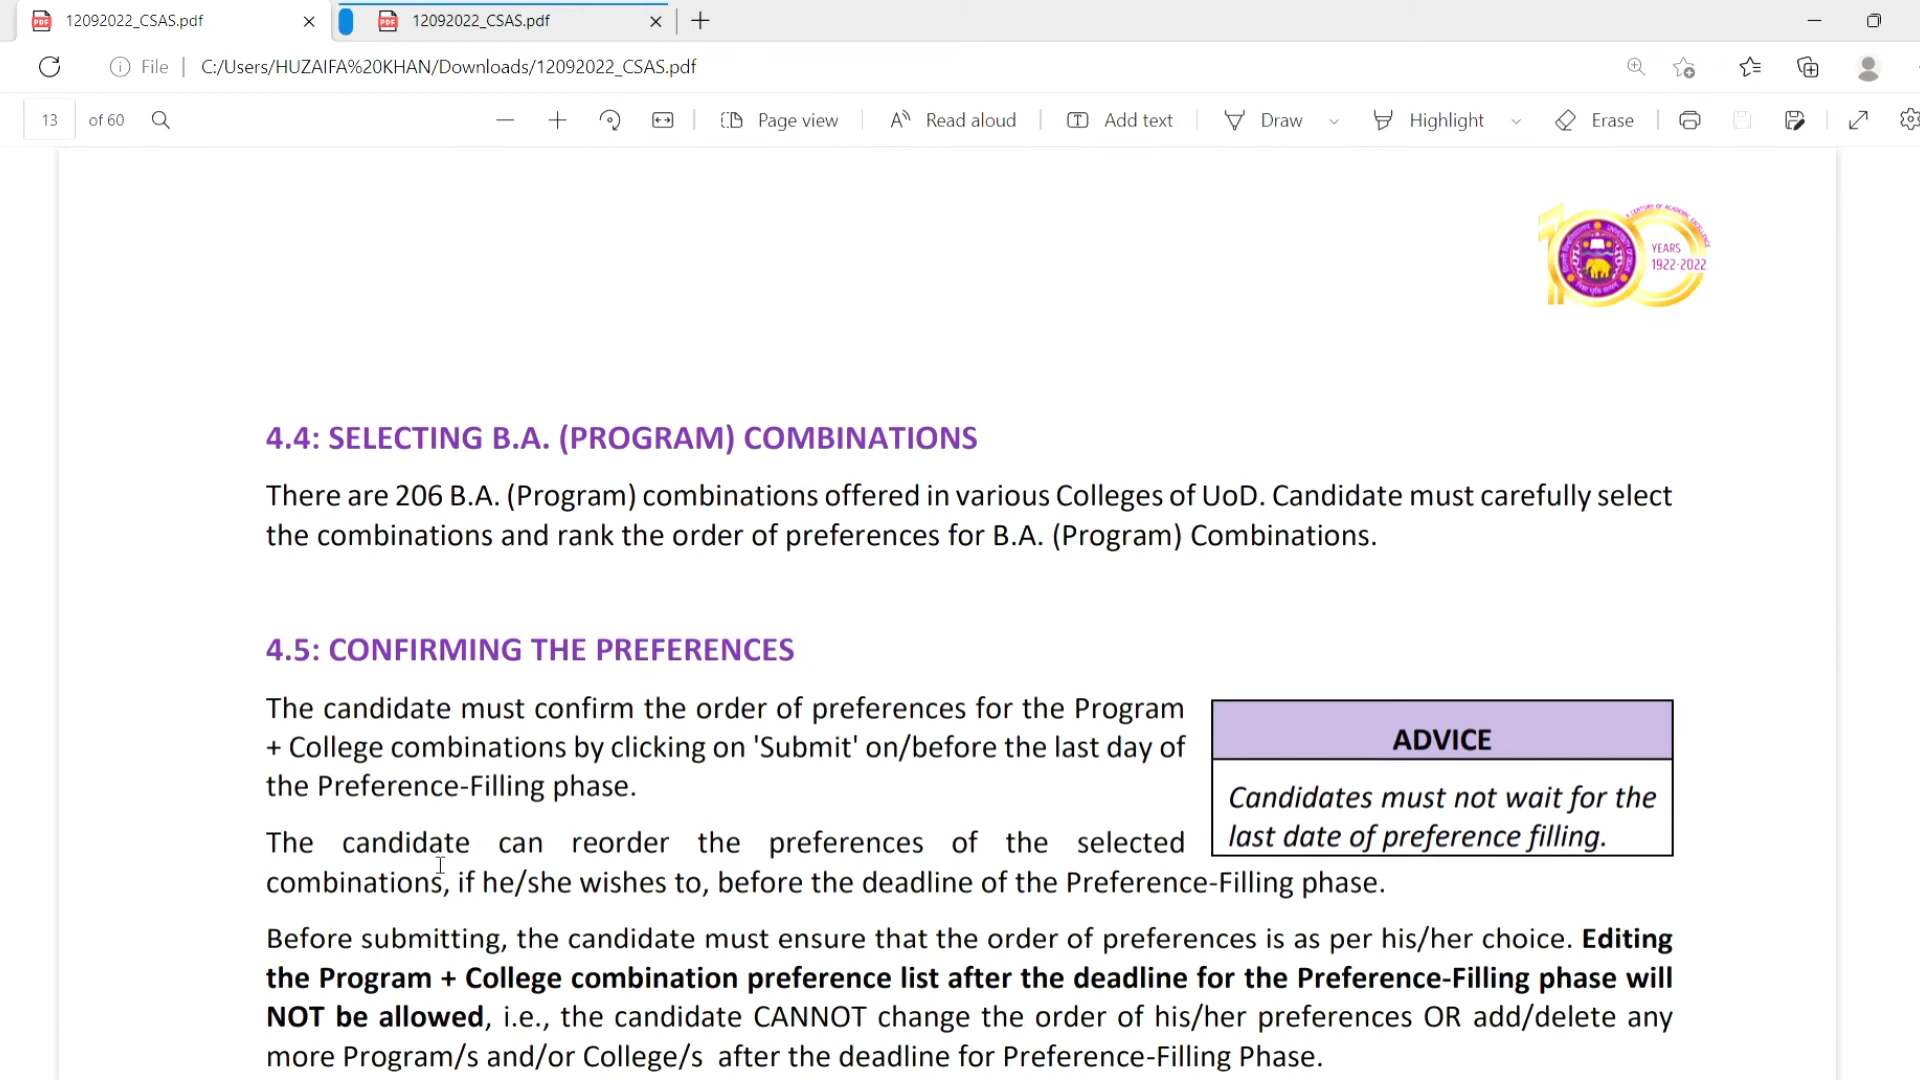 12092022_CSAS.pdf
12092022_CSAS.pdf
File
C:/Users/HUZAIFA%20KHAN/Downloads/12092022_CSAS.pdf
13 of 60
Page view
Read aloud
Add text
Draw
Highlight
Erase
A CENTURY OF ACADEMIC EXCELLENCE
YEARS
1922-2022
4.4: SELECTING B.A. (PROGRAM) COMBINATIONS
There are 206 B.A. (Program) combinations offered in various Colleges of UoD. Candidate must carefully select
the combinations and rank the order of preferences for B.A. (Program) Combinations.
4.5: CONFIRMING THE PREFERENCES
The candidate must confirm the order of preferences for the Program
+ College combinations by clicking on 'Submit' on/before the last day of
the Preference-Filling phase.
ADVICE
Candidates must not wait for the
last date of preference filling.
The candidate can reorder the preferences of the selected
combinations, if he/she wishes to, before the deadline of the Preference-Filling phase.
Before submitting, the candidate must ensure that the order of preferences is as per his/her choice. Editing
the Program + College combination preference list after the deadline for the Preference-Filling phase will
NOT be allowed, i.e., the candidate CANNOT change the order of his/her preferences OR add/delete any
more Program/s and/or College/s after the deadline for Preference-Filling Phase.